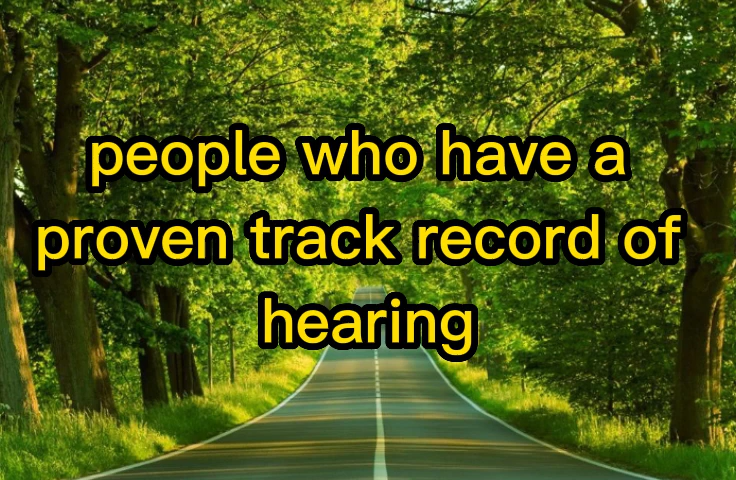 people who have a
proven track record of
hearing